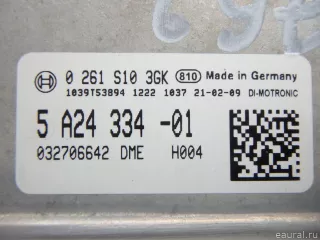 BOSCH
0 261 S10 3GK 810 Made in Germany
1039T53894 1222 1037 21-02-09 DI-MOTRONIC
5 A24 334 -01
032706642 DME H004
© eaural.ru